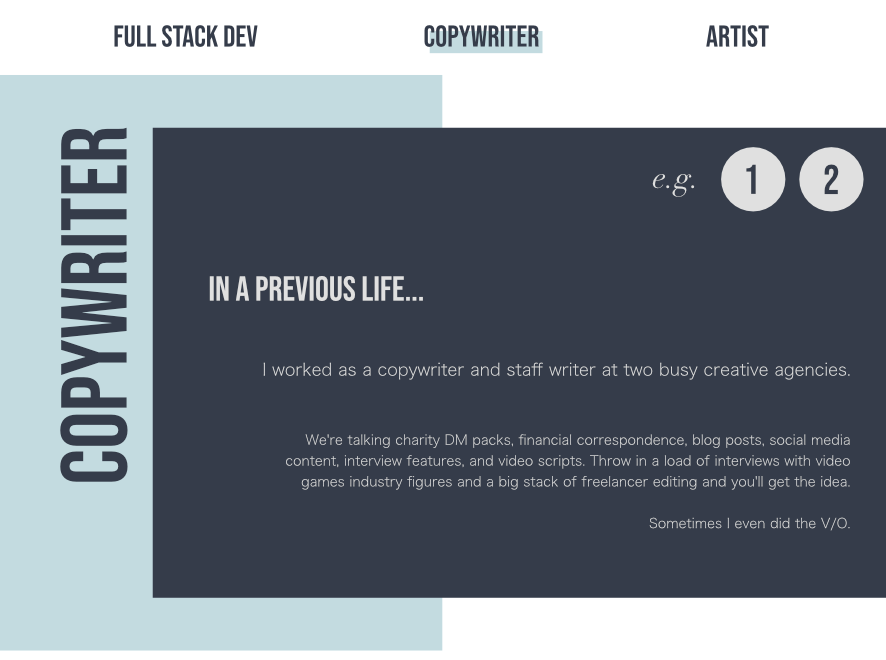 FULL STACK DEV COPYWRITER ARTIST
COPYWRITER
e.g. 1 2
IN A PREVIOUS LIFE...
I worked as a copywriter and staff writer at two busy creative agencies.
We're talking charity DM packs, financial correspondence, blog posts, social media
content, interview features, and video scripts. Throw in a load of interviews with video
games industry figures and a big stack of freelancer editing and you'll get the idea.
Sometimes I even did the V/O.